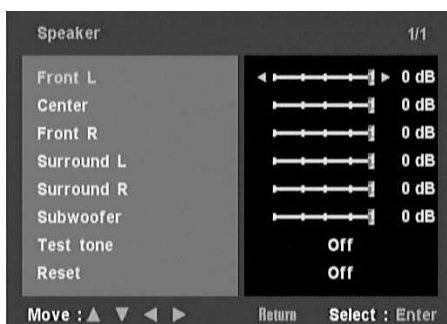 Speaker 1/1
Front L 0 dB
Center 0 dB
Front R 0 dB
Surround L 0 dB
Surround R 0 dB
Subwoofer 0 dB
Test tone Off
Reset Off
Move : ▲ ▼ ◀ ▶ Return Select : Enter